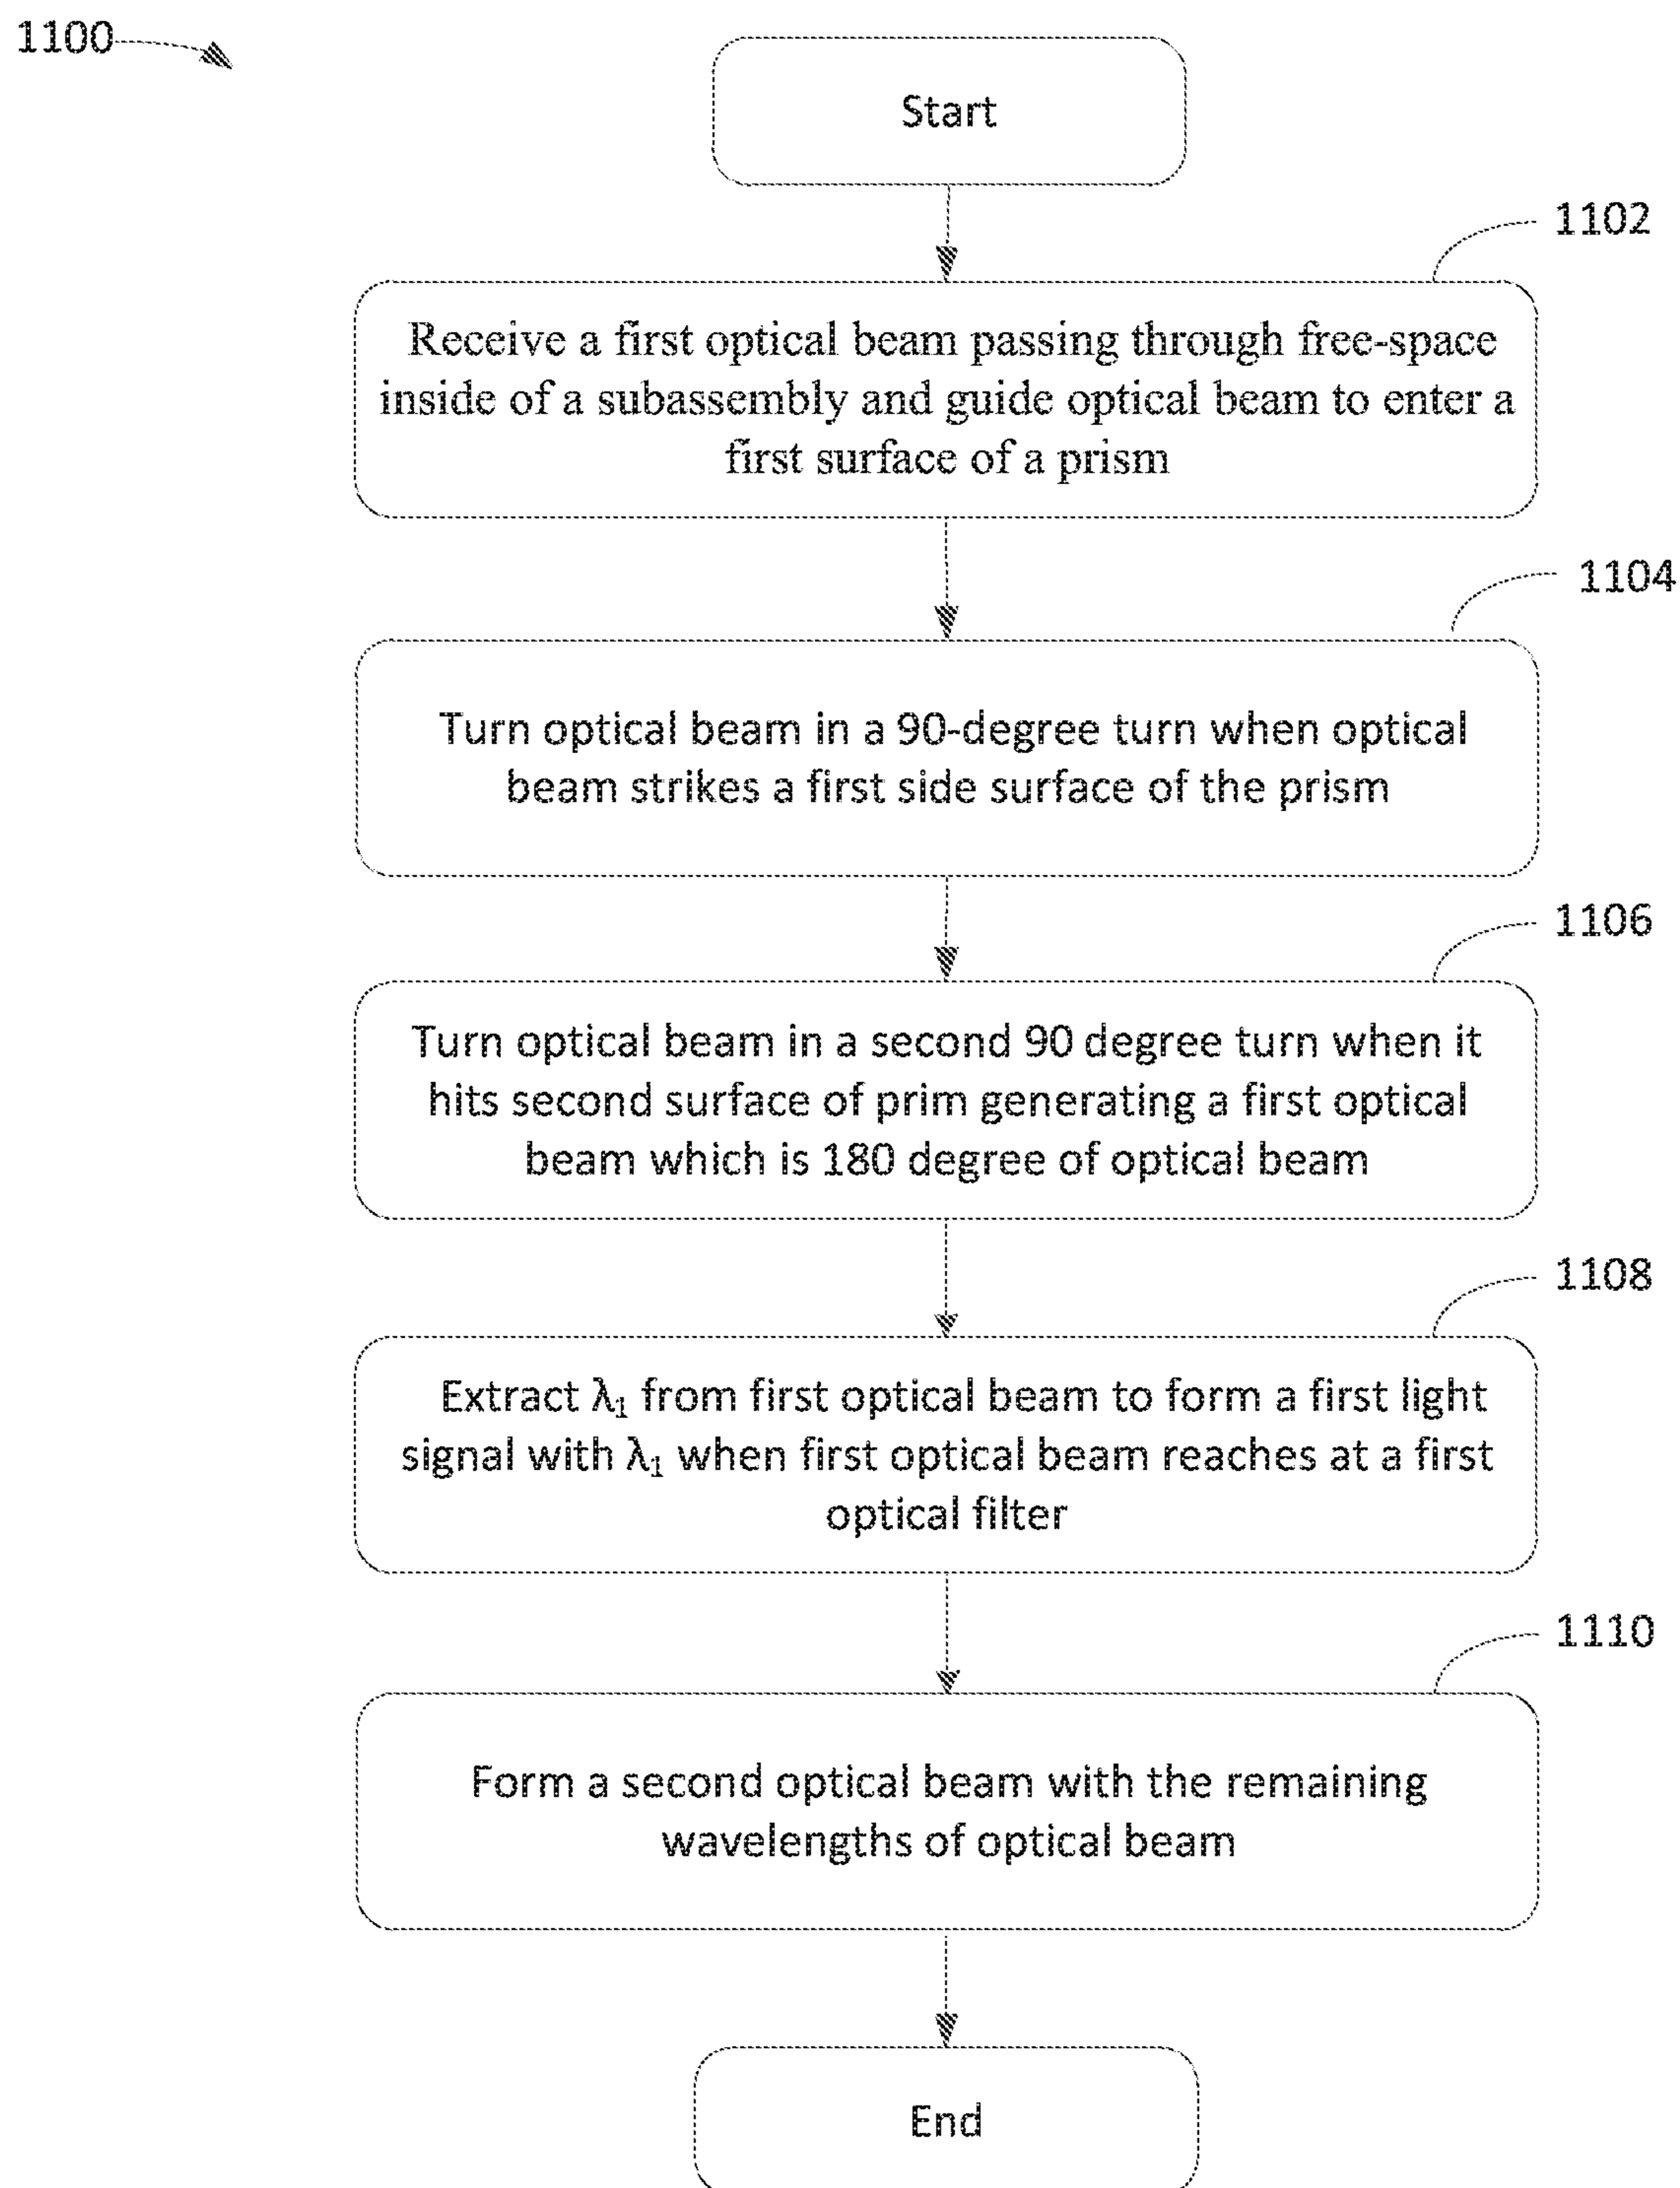 1100
Start
1102
Receive a first optical beam passing through free-space
inside of a subassembly and guide optical beam to enter a
first surface of a prism
1104
Turn optical beam in a 90-degree turn when optical
beam strikes a first side surface of the prism
1106
Turn optical beam in a second 90 degree turn when it
hits second surface of prim generating a first optical
beam which is 180 degree of optical beam
1108
Extract λ₁ from first optical beam to form a first light
signal with λ₁ when first optical beam reaches at a first
optical filter
1110
Form a second optical beam with the remaining
wavelengths of optical beam
End